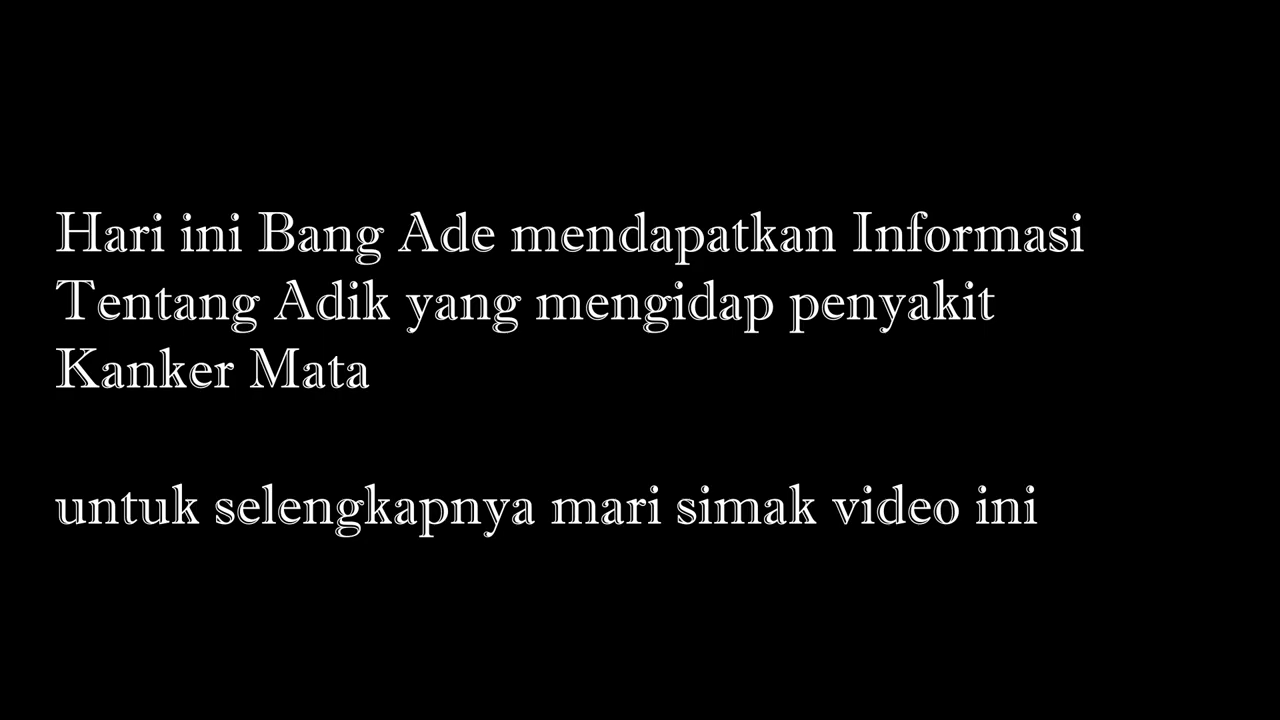 Hari ini Bang Ade mendapatkan Informasi
Tentang Adik yang mengidap penyakit
Kanker Mata
untuk selengkapnya mari simak video ini